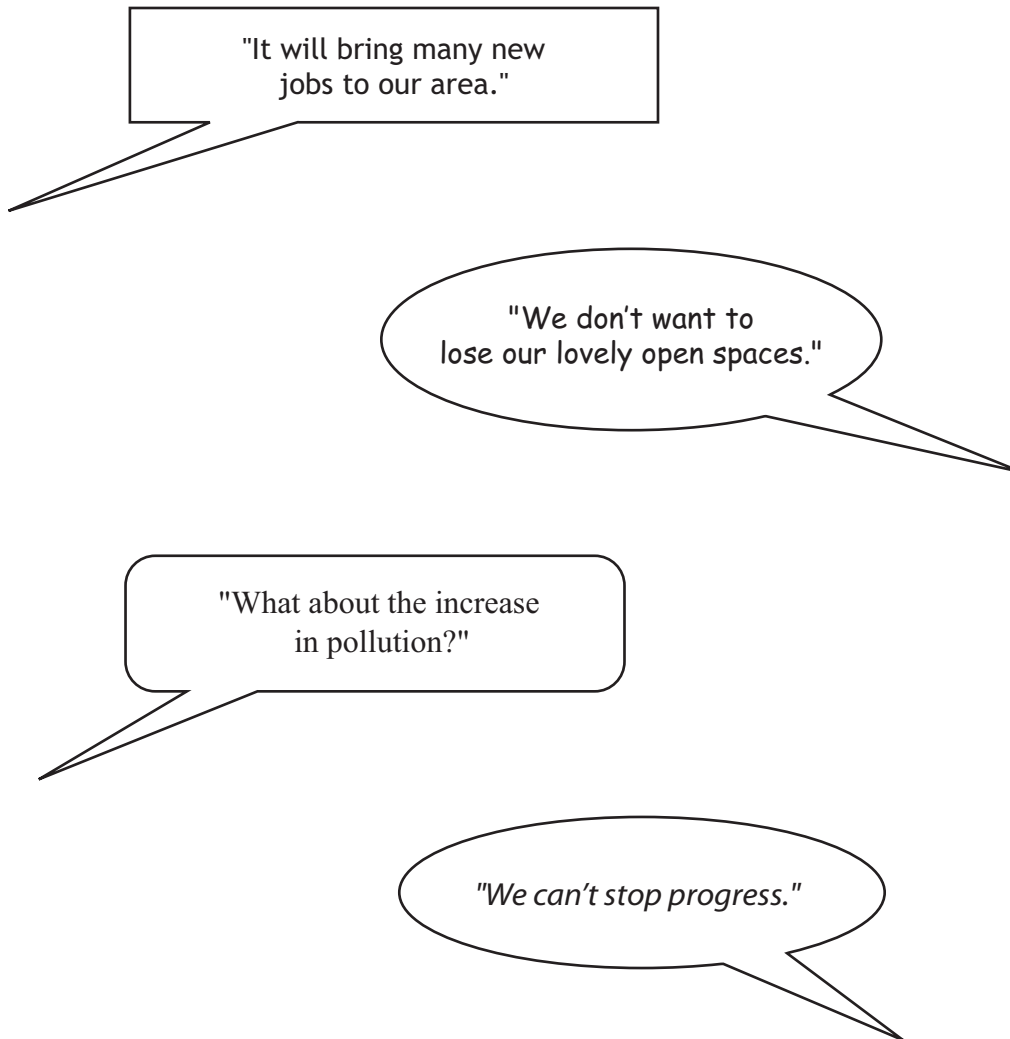 "It will bring many new
jobs to our area."
"We don't want to
lose our lovely open spaces."
"What about the increase
in pollution?"
"We can't stop progress."